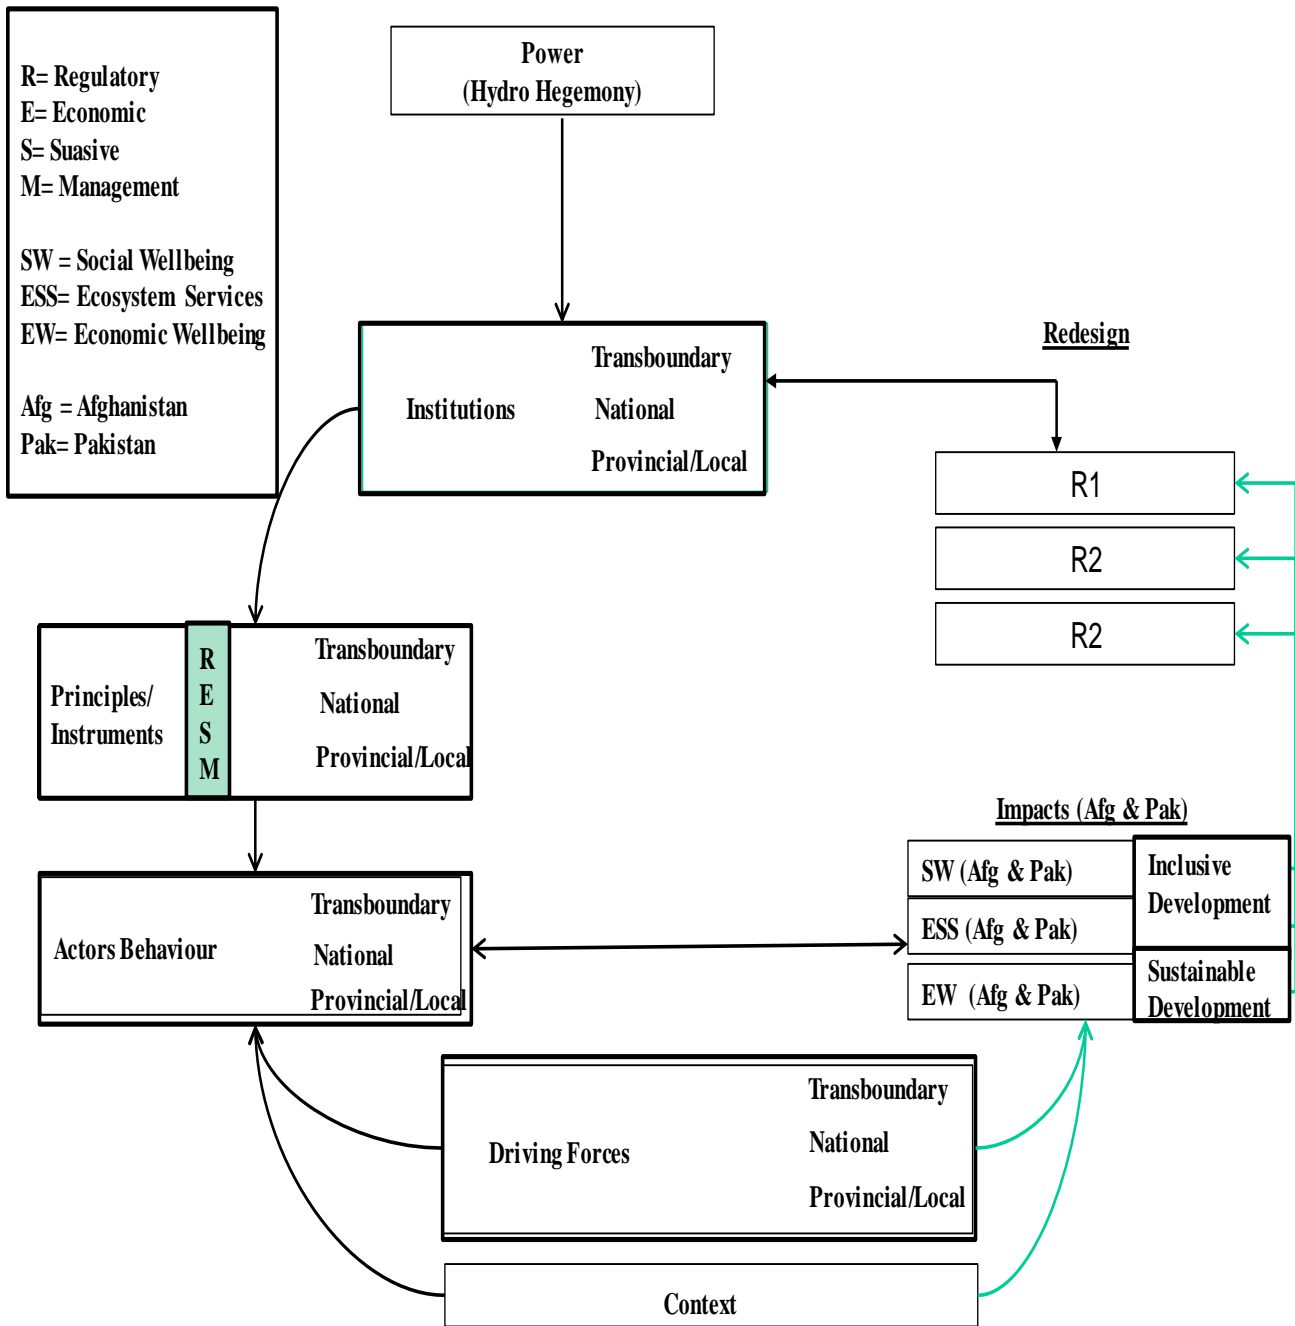 R= Regulatory
E= Economic
S= Suasive
M= Management
SW = Social Wellbeing
ESS= Ecosystem Services
EW= Economic Wellbeing
Afg = Afghanistan
Pak= Pakistan
Power
(Hydro Hegemony)
Institutions
Transboundary
National
Provincial/Local
Redesign
R1
R2
R2
Principles/
Instruments
R
E
S
M
Transboundary
National
Provincial/Local
Actors Behaviour
Transboundary
National
Provincial/Local
Impacts (Afg & Pak)
SW (Afg & Pak)
ESS (Afg & Pak)
EW (Afg & Pak)
Inclusive
Development
Sustainable
Development
Driving Forces
Transboundary
National
Provincial/Local
Context